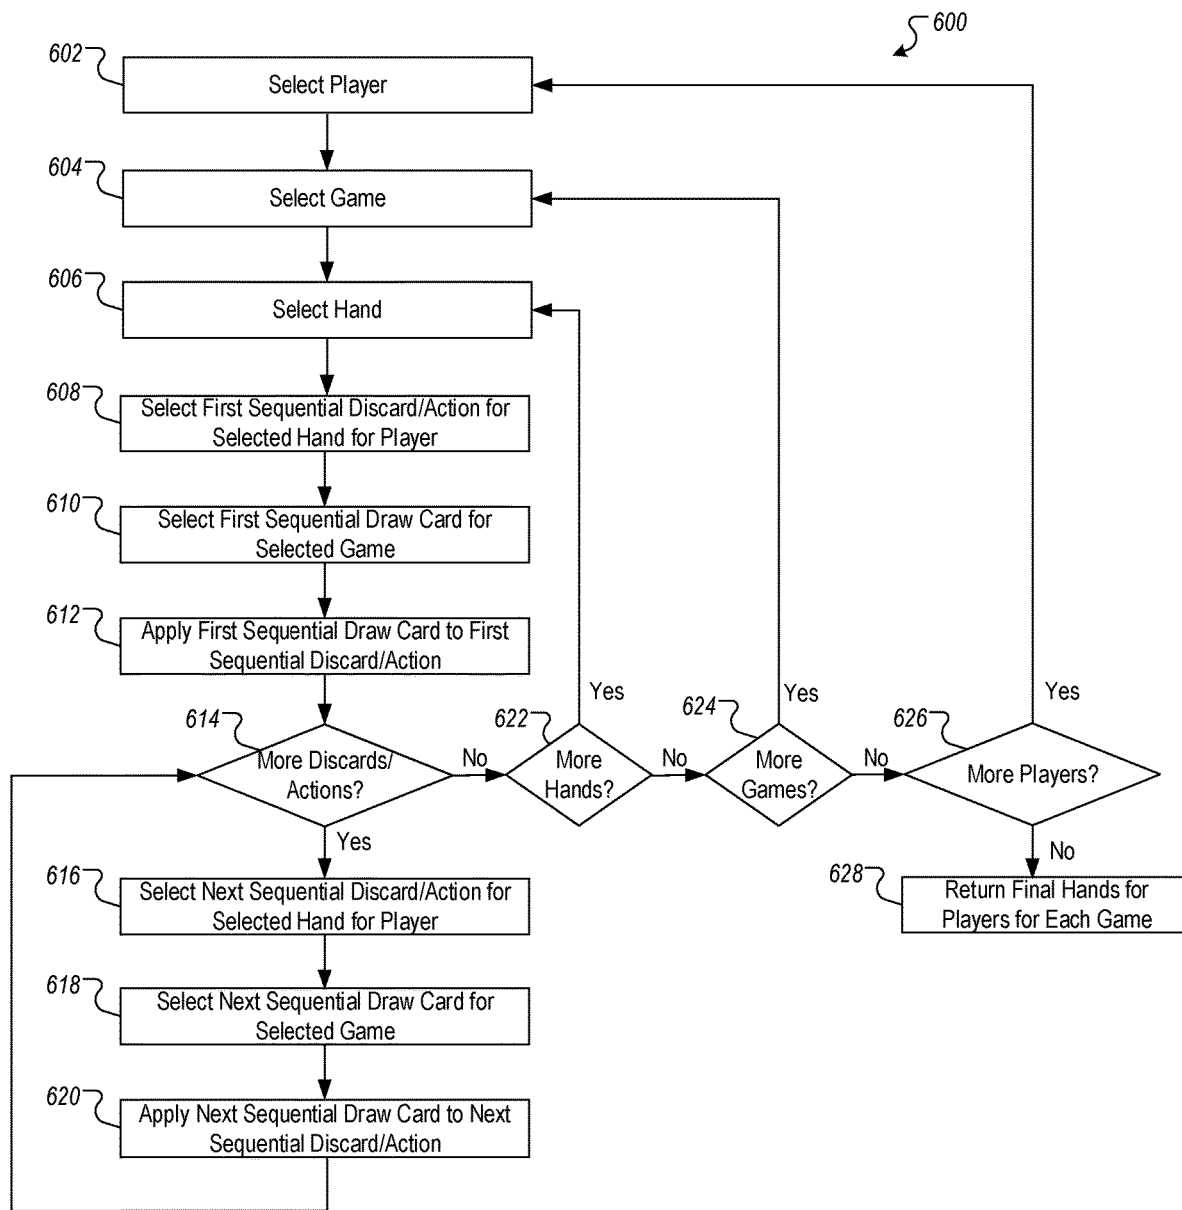 600
602
Select Player
604
Select Game
606
Select Hand
608
Select First Sequential Discard/Action for
Selected Hand for Player
610
Select First Sequential Draw Card for
Selected Game
612
Apply First Sequential Draw Card to First
Sequential Discard/Action
614
More Discards/
Actions?
No
622
More
Hands?
Yes
No
624
More
Games?
Yes
No
626
More Players?
Yes
No
628
Return Final Hands for
Players for Each Game
Yes
616
Select Next Sequential Discard/Action for
Selected Hand for Player
618
Select Next Sequential Draw Card for
Selected Game
620
Apply Next Sequential Draw Card to Next
Sequential Discard/Action